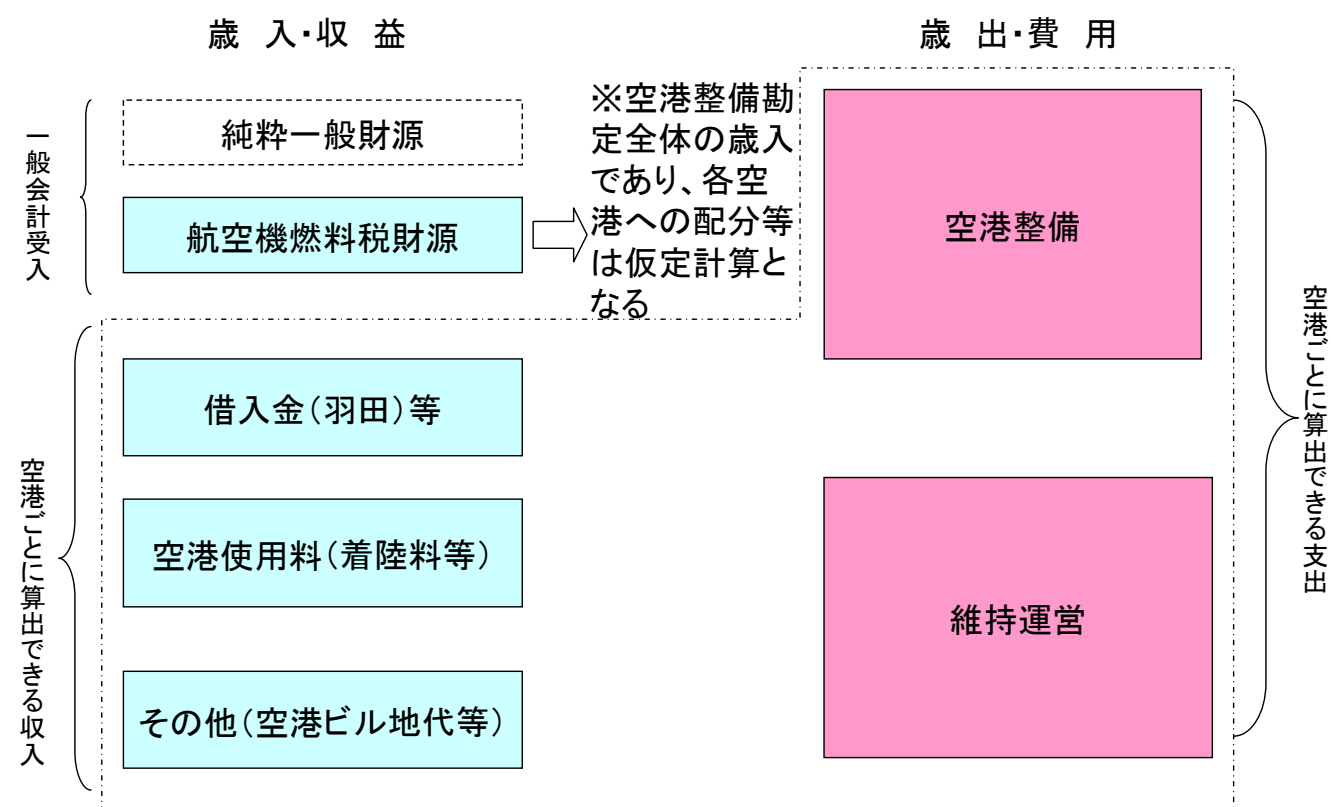 歳 入・収 益
歳 出・費 用
一般会計受入
純粋一般財源
航空機燃料税財源
※空港整備勘
定全体の歳入
であり、各空
港への配分等
は仮定計算と
なる
空港整備
空港ごとに算出できる支出
空港ごとに算出できる収入
借入金（羽田）等
空港使用料（着陸料等）
その他（空港ビル地代等）
維持運営